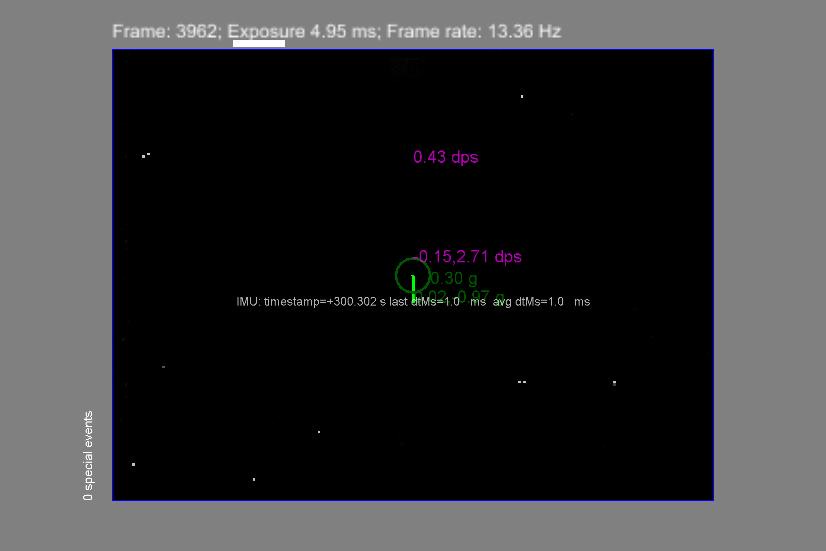 Frame: 3962; Exposure 4.95 ms; Frame rate: 13.36 Hz
0.43 dps
-0.15,2.71 dps
0.30 g
0.97 g
IMU: timestamp=+300.302 s last dtMs=1.0 ms avg dtMs=1.0 ms
0 special events